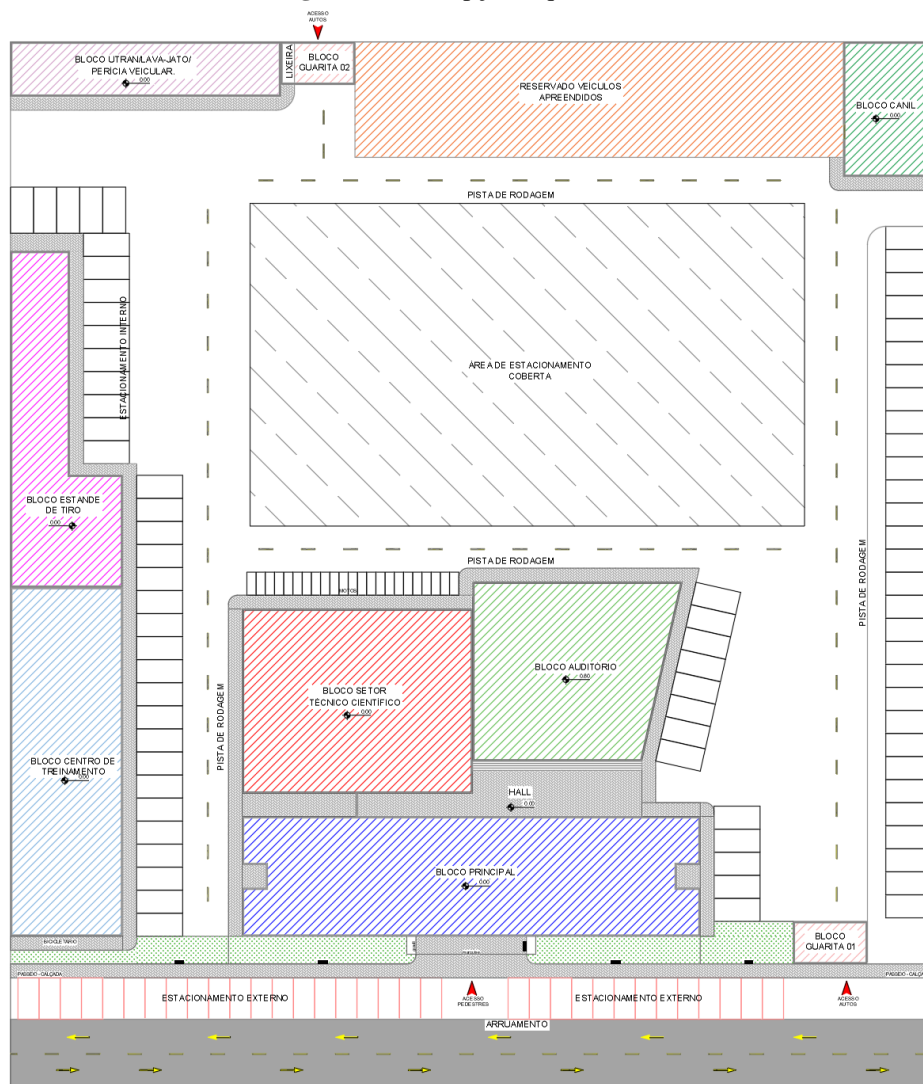 ACESSO
AUTOS
BLOCO UTRAN/LAVA-JATO/
PERÍCIA VEICULAR.
0.00
LIXEIRA
BLOCO
GUARITA 02
RESERVADO VEÍCULOS
APREENDIDOS
BLOCO CANIL
0.00
PISTA DE RODAGEM
ESTACIONAMENTO INTERNO
ÁREA DE ESTACIONAMENTO
COBERTA
BLOCO ESTANDE
DE TIRO
0.00
PISTA DE RODAGEM
PISTA DE RODAGEM
MOTOS
BLOCO AUDITÓRIO
0.80
BLOCO SETOR
TÉCNICO CIENTÍFICO
0.00
PISTA DE RODAGEM
BLOCO CENTRO DE
TREINAMENTO
0.00
HALL
0.00
BLOCO PRINCIPAL
0.00
BICICLETÁRIO
BLOCO
GUARITA 01
PASSEIO - CALÇADA
PASSEIO - CALÇADA
ESTACIONAMENTO EXTERNO
ACESSO
PEDESTRES
ESTACIONAMENTO EXTERNO
ACESSO
AUTOS
ARRUAMENTO